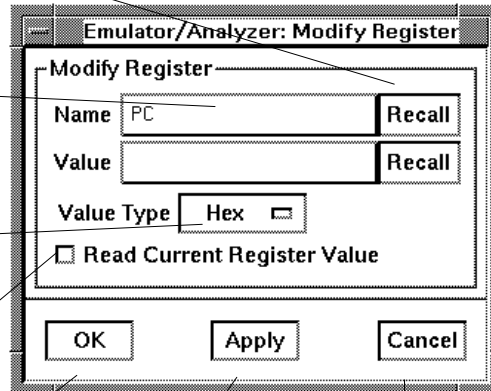 Emulator/Analyzer: Modify Register
Modify Register
Name PC Recall
Value Recall
Value Type Hex
Read Current Register Value
OK Apply Cancel